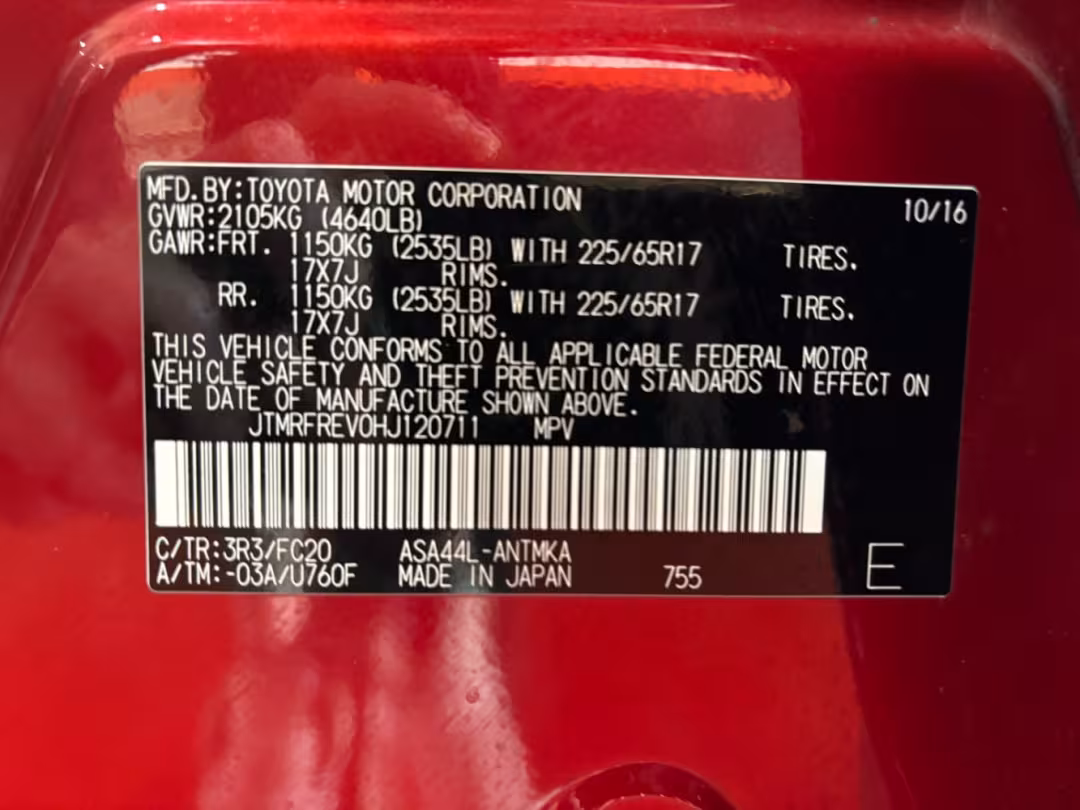 MFD.BY:TOYOTA MOTOR CORPORATION 10/16
GVWR:2105KG (4640LB)
GAWR:FRT. 1150KG (2535LB) WITH 225/65R17 TIRES.
17X7J RIMS.
RR. 1150KG (2535LB) WITH 225/65R17 TIRES.
17X7J RIMS.
THIS VEHICLE CONFORMS TO ALL APPLICABLE FEDERAL MOTOR
VEHICLE SAFETY AND THEFT PREVENTION STANDARDS IN EFFECT ON
THE DATE OF MANUFACTURE SHOWN ABOVE.
JTMRFREV0HJ120711 MPV
C/TR:3R3/FC20 ASA44L-ANTMKA
A/TM:-03A/U760F MADE IN JAPAN 755 E